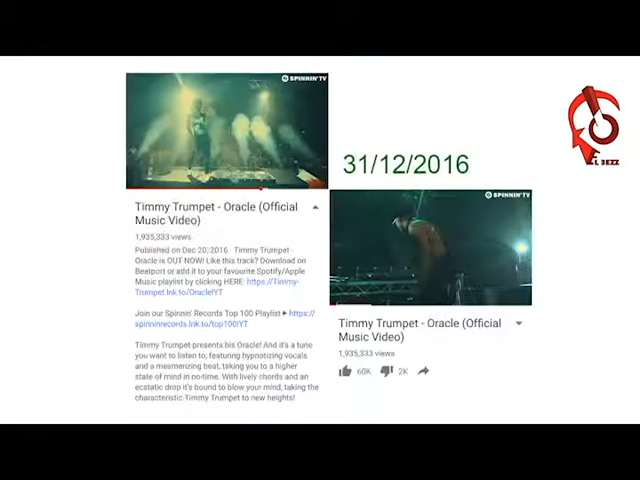 SPINNIN'TV
Timmy Trumpet - Oracle (Official
Music Video)
1,935,333 views
Published on Dec 20, 2016 · Timmy Trumpet -
Oracle is OUT NOW! Like this track? Download on
Beatport or add it to your favourite Spotify/Apple
Music playlist by clicking HERE: https://Timmy-
Trumpet.lnk.to/Oracle!YT
Join our Spinnin' Records Top 100 Playlist ▶ https://
spinninrecords.lnk.to/top100!YT
Timmy Trumpet presents his Oracle! And it's a tune
you want to listen to, featuring hypnotizing vocals
and a mesmerizing beat, taking you to a higher
state of mind in no-time. With lively chords and an
ecstatic drop it's bound to blow your mind, taking the
characteristic Timmy Trumpet to new heights!
31/12/2016
SPINNIN'TV
Timmy Trumpet - Oracle (Official
Music Video)
1,935,333 views
60K 2K